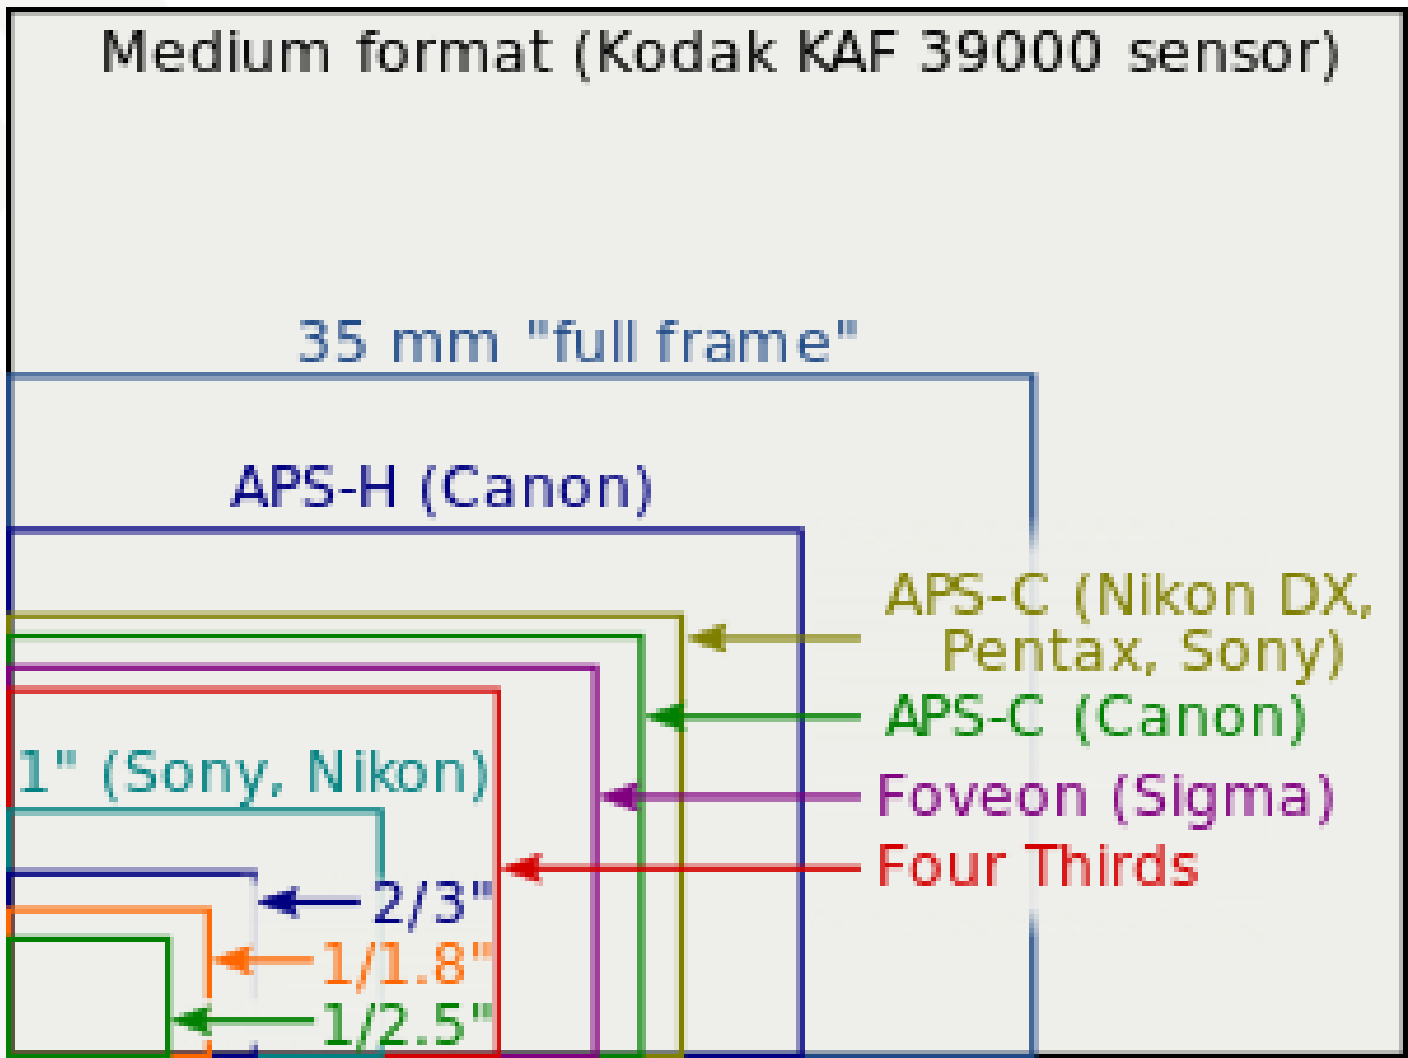 Medium format (Kodak KAF 39000 sensor)
35 mm "full frame"
APS-H (Canon)
APS-C (Nikon DX,
Pentax, Sony)
APS-C (Canon)
1" (Sony, Nikon)
Foveon (Sigma)
Four Thirds
2/3"
1/1.8"
1/2.5"